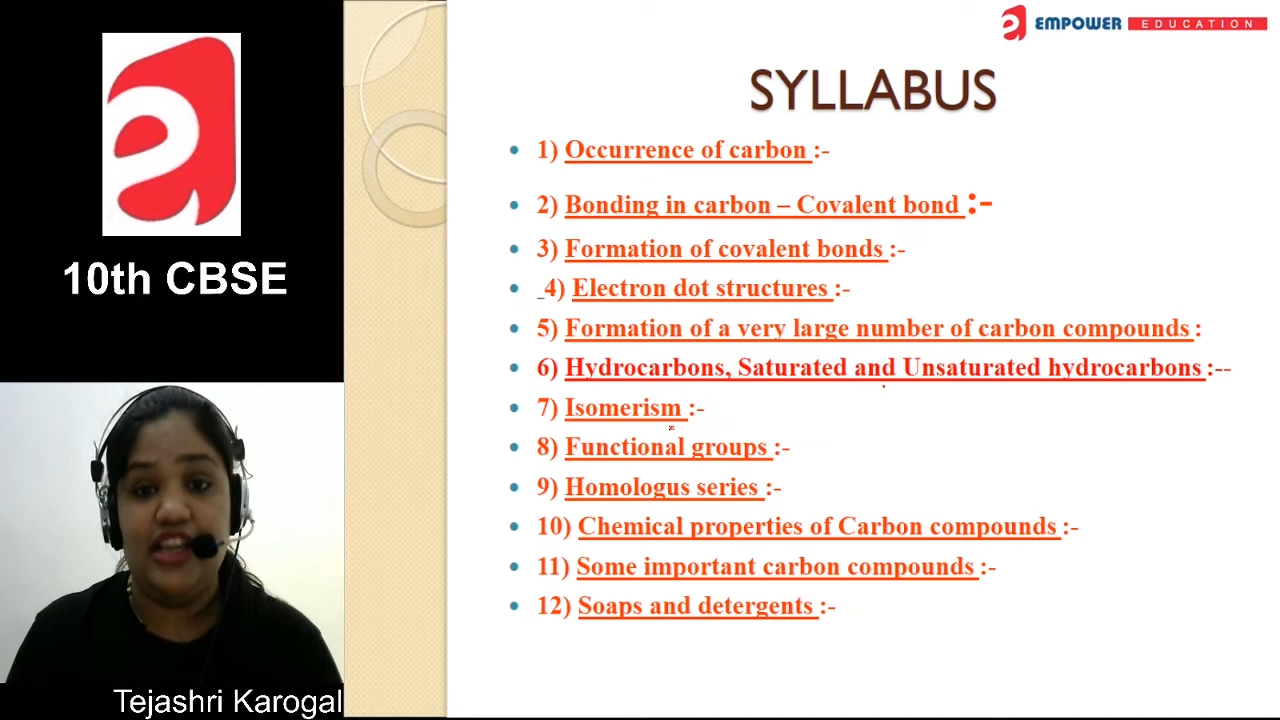 EMPOWER EDUCATION
SYLLABUS
10th CBSE
Tejashri Karogal
• 1) Occurrence of carbon :-
• 2) Bonding in carbon – Covalent bond :-
• 3) Formation of covalent bonds :-
• _4) Electron dot structures :-
• 5) Formation of a very large number of carbon compounds :
• 6) Hydrocarbons, Saturated and Unsaturated hydrocarbons :--
• 7) Isomerism :-
• 8) Functional groups :-
• 9) Homologus series :-
• 10) Chemical properties of Carbon compounds :-
• 11) Some important carbon compounds :-
• 12) Soaps and detergents :-